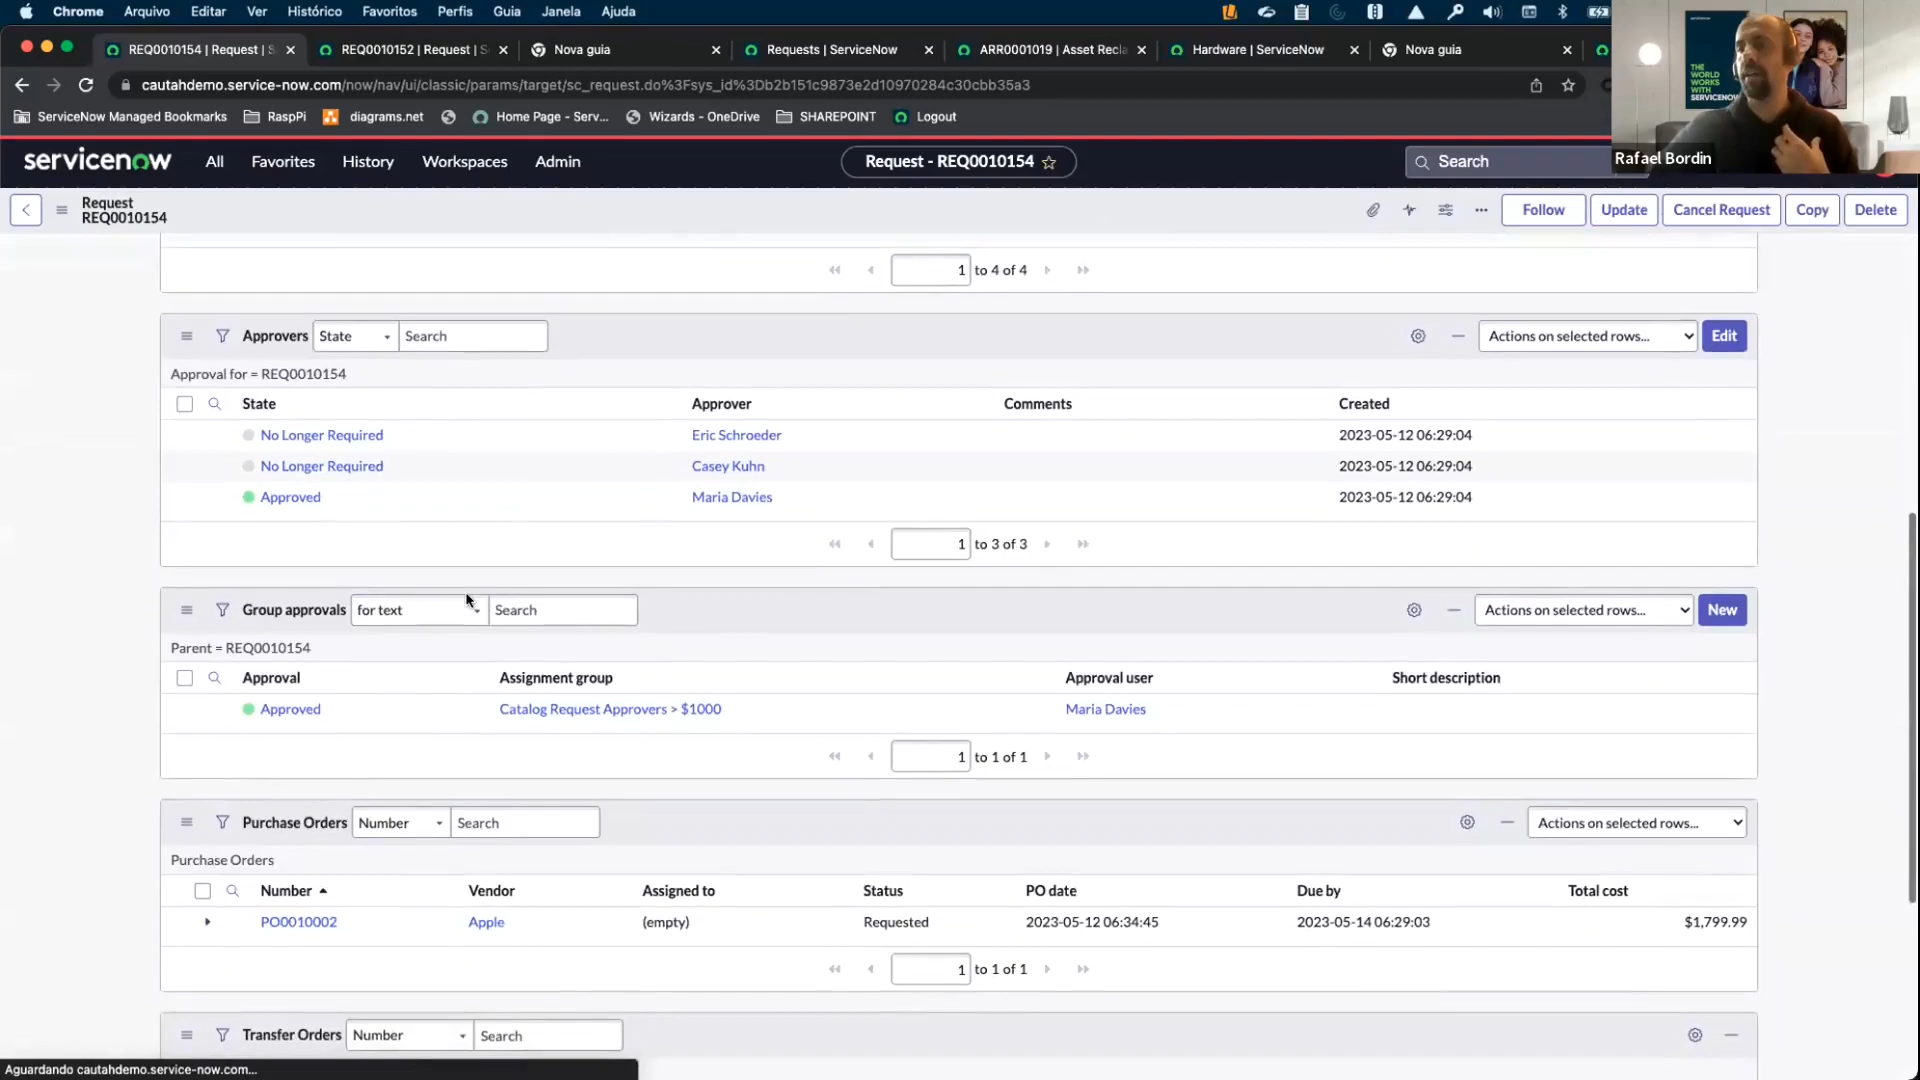 Chrome Arquivo Editar Ver Histórico Favoritos Perfis Guia Janela Ajuda
REQ0010154 | Request | S
REQ0010152 | Request | S
Nova guia
Requests | ServiceNow
ARR0001019 | Asset Recla
Hardware | ServiceNow
Nova guia
cautahdemo.service-now.com/now/nav/ui/classic/params/target/sc_request.do%3Fsys_id%3Db2b151c9873e2d10970284c30cbb35a3
ServiceNow Managed Bookmarks RaspPi diagrams.net Home Page - Serv... Wizards - OneDrive SHAREPOINT Logout
THE
WORLD
WORKS
WITH
SERVICENOW
Rafael Bordin
servicenow All Favorites History Workspaces Admin Request - REQ0010154 Search
Request
REQ0010154
Follow Update Cancel Request Copy Delete
1 to 4 of 4
Approvers State Search Actions on selected rows... Edit
Approval for = REQ0010154
State Approver Comments Created
No Longer Required Eric Schroeder 2023-05-12 06:29:04
No Longer Required Casey Kuhn 2023-05-12 06:29:04
Approved Maria Davies 2023-05-12 06:29:04
1 to 3 of 3
Group approvals for text Search Actions on selected rows... New
Parent = REQ0010154
Approval Assignment group Approval user Short description
Approved Catalog Request Approvers > $1000 Maria Davies
1 to 1 of 1
Purchase Orders Number Search Actions on selected rows...
Purchase Orders
Number Vendor Assigned to Status PO date Due by Total cost
PO0010002 Apple (empty) Requested 2023-05-12 06:34:45 2023-05-14 06:29:03 $1,799.99
1 to 1 of 1
Transfer Orders Number Search
Aguardando cautahdemo.service-now.com...